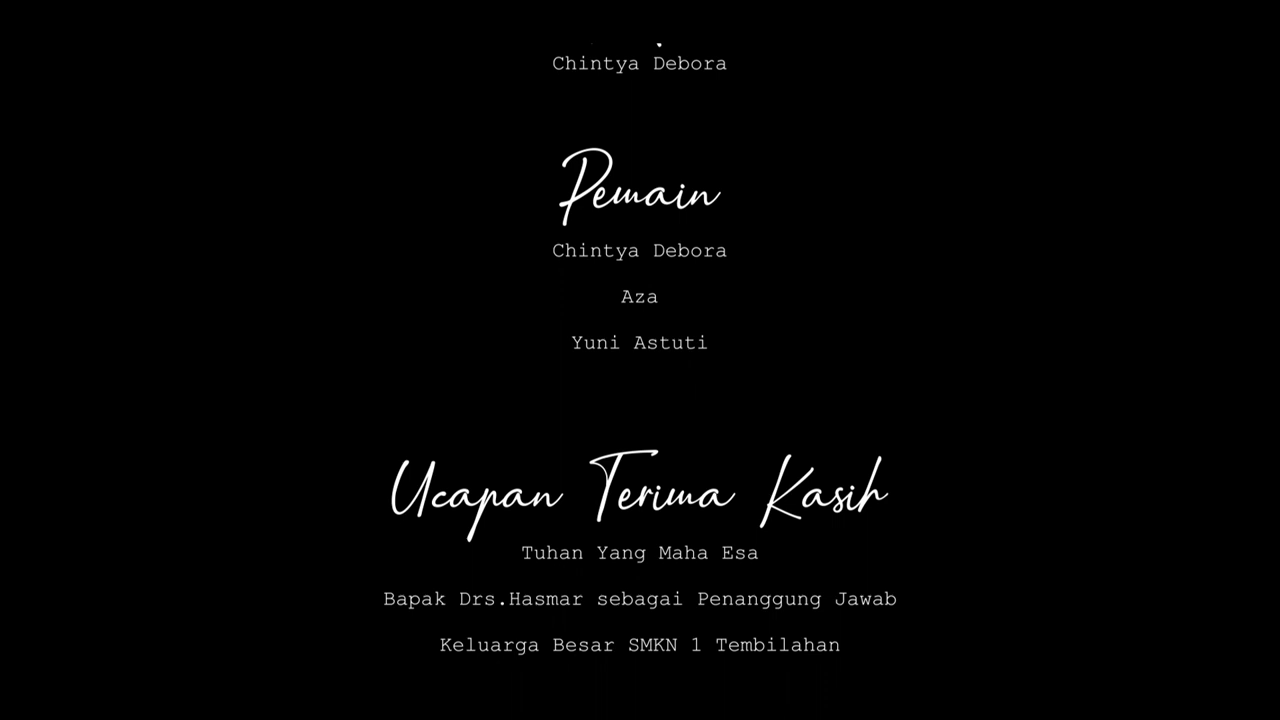 Chintya Debora
Pemain
Chintya Debora
Aza
Yuni Astuti
Ucapan Terima Kasih
Tuhan Yang Maha Esa
Bapak Drs.Hasmar sebagai Penanggung Jawab
Keluarga Besar SMKN 1 Tembilahan